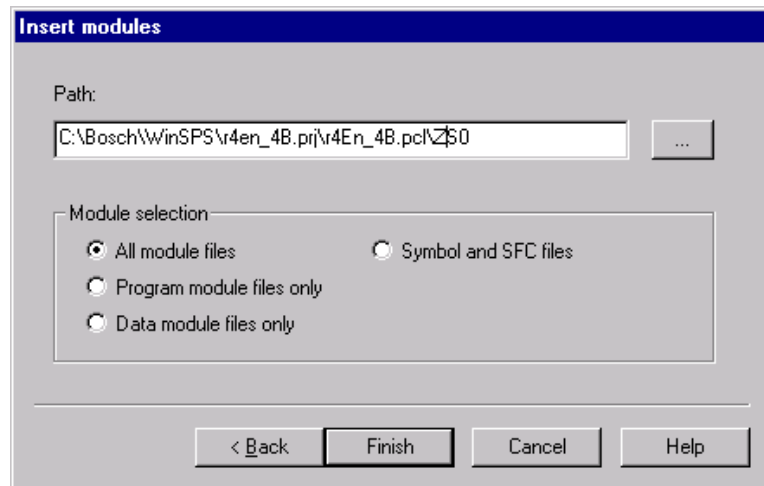 Insert modules
Path:
C:\Bosch\WinSPS\r4en_4B.prj\r4En_4B.pcl\ZS0
...
Module selection
All module files Symbol and SFC files
Program module files only
Data module files only
< Back Finish Cancel Help